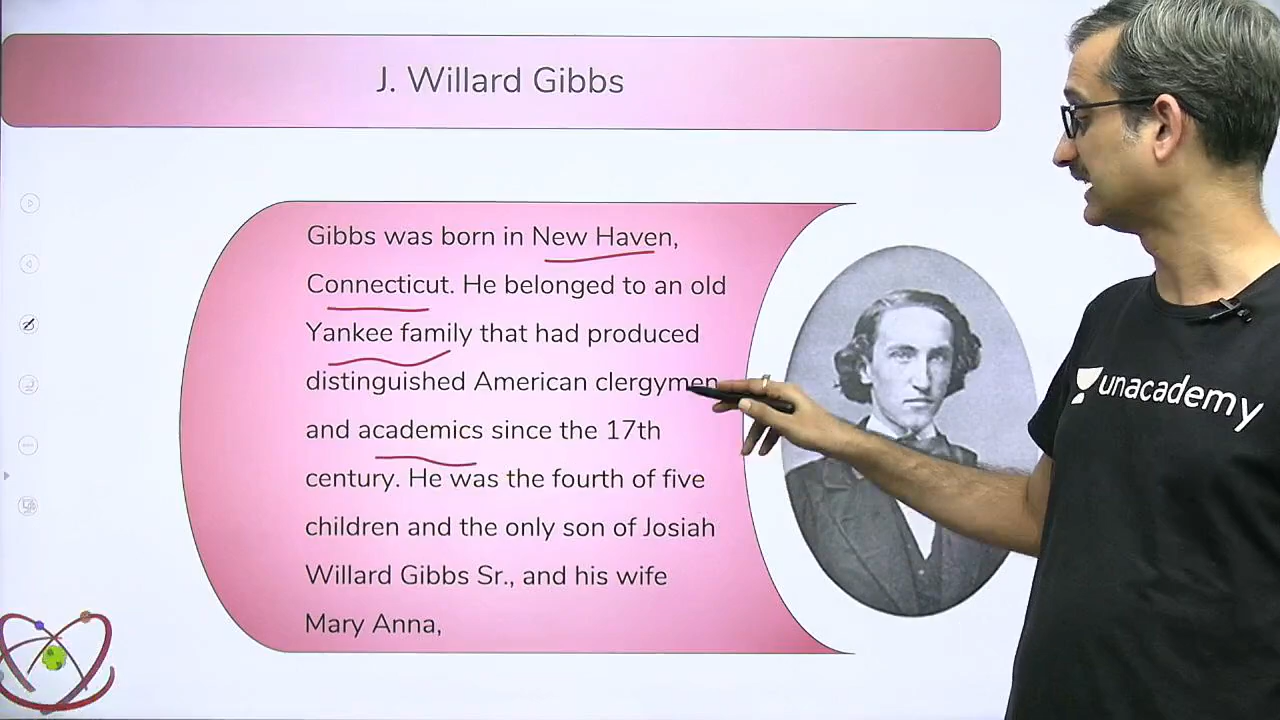 J. Willard Gibbs
Gibbs was born in New Haven,
Connecticut. He belonged to an old
Yankee family that had produced
distinguished American clergymen
and academics since the 17th
century. He was the fourth of five
children and the only son of Josiah
Willard Gibbs Sr., and his wife
Mary Anna,
unacademy